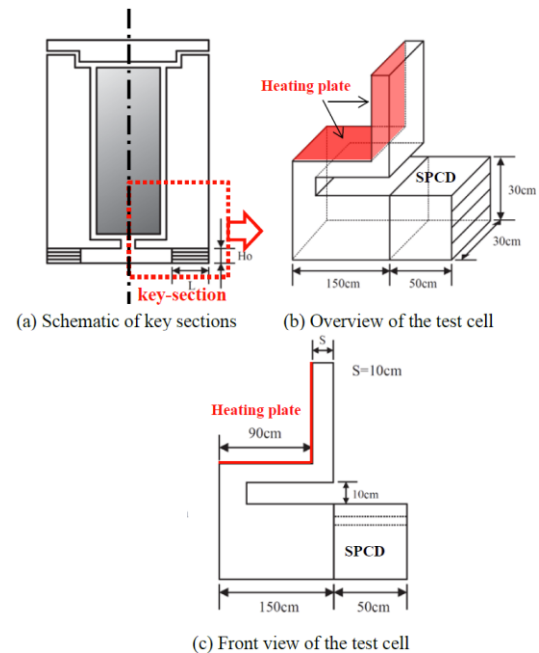 Ho
L
key-section
(a) Schematic of key sections
Heating plate
SPCD
30cm
30cm
150cm
50cm
(b) Overview of the test cell
S
S=10cm
Heating plate
90cm
10cm
SPCD
150cm
50cm
(c) Front view of the test cell